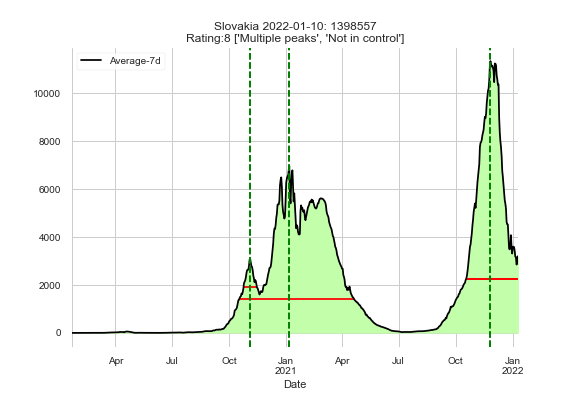 Slovakia 2022-01-10: 1398557
Rating:8 ['Multiple peaks', 'Not in control']
Average-7d
10000
8000
6000
4000
2000
0
Apr Jul Oct Jan Apr Jul Oct Jan
2021 2022
Date